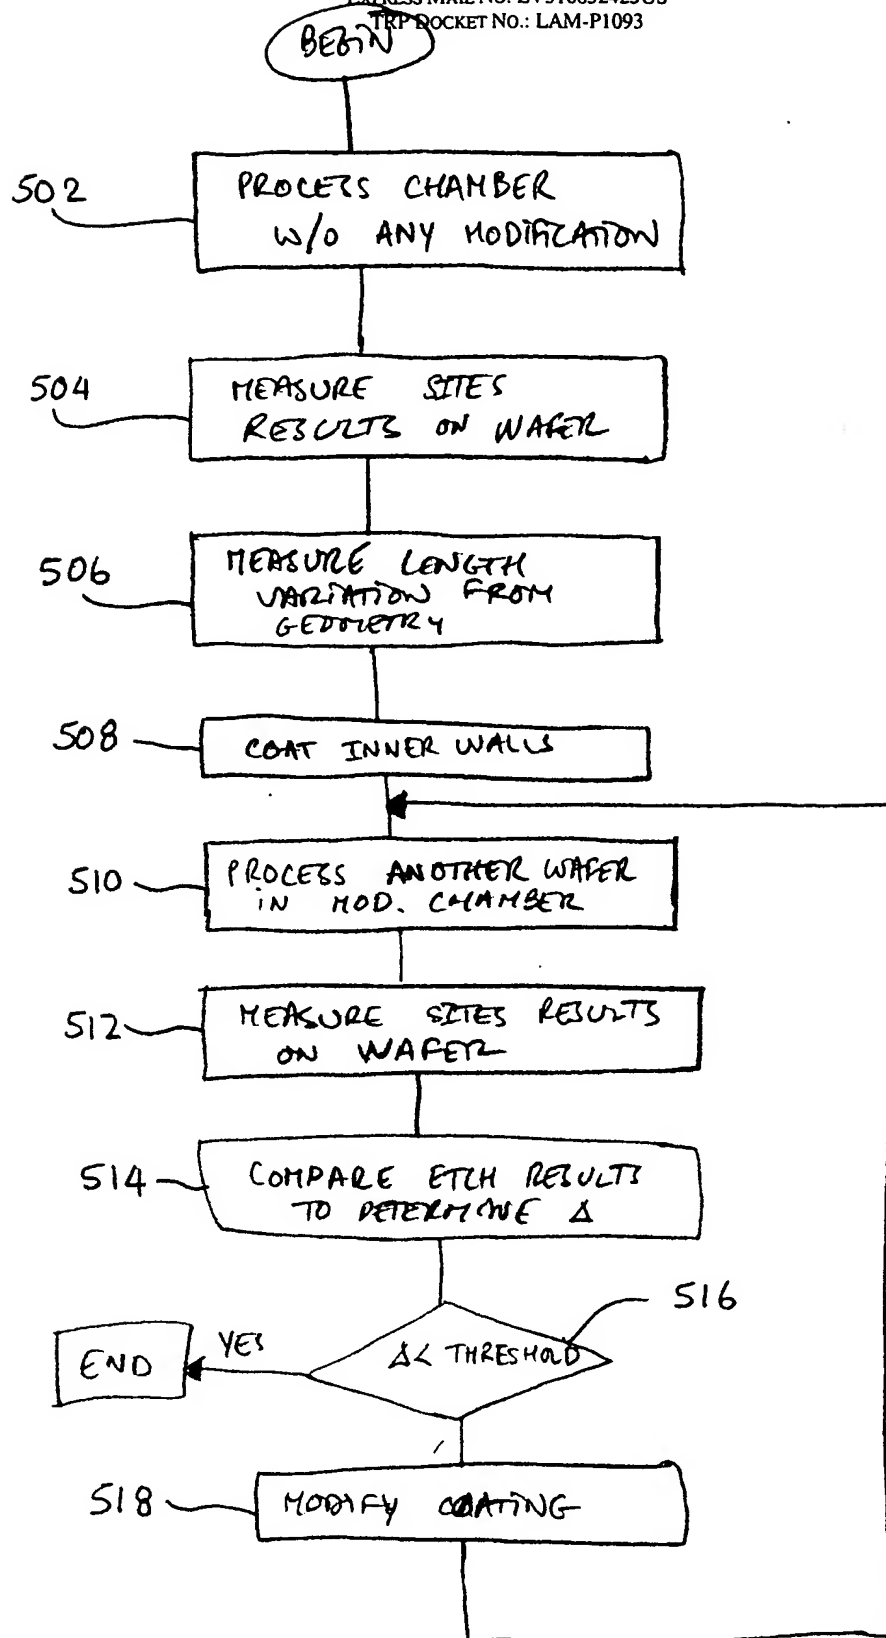 TRP DOCKET NO.: LAM-P1093
BEGIN
502
PROCESS CHAMBER
W/O ANY MODIFICATION
504
MEASURE SITES
RESULTS ON WAFER
506
MEASURE LENGTH
VARIATION FROM
GEOMETRY
508
COAT INNER WALLS
510
PROCESS ANOTHER WAFER
IN MOD. CHAMBER
512
MEASURE SITES RESULTS
ON WAFER
514
COMPARE ETCH RESULTS
TO DETERMINE Δ
516
Δ< THRESHOLD
YES
END
518
MODIFY COATING